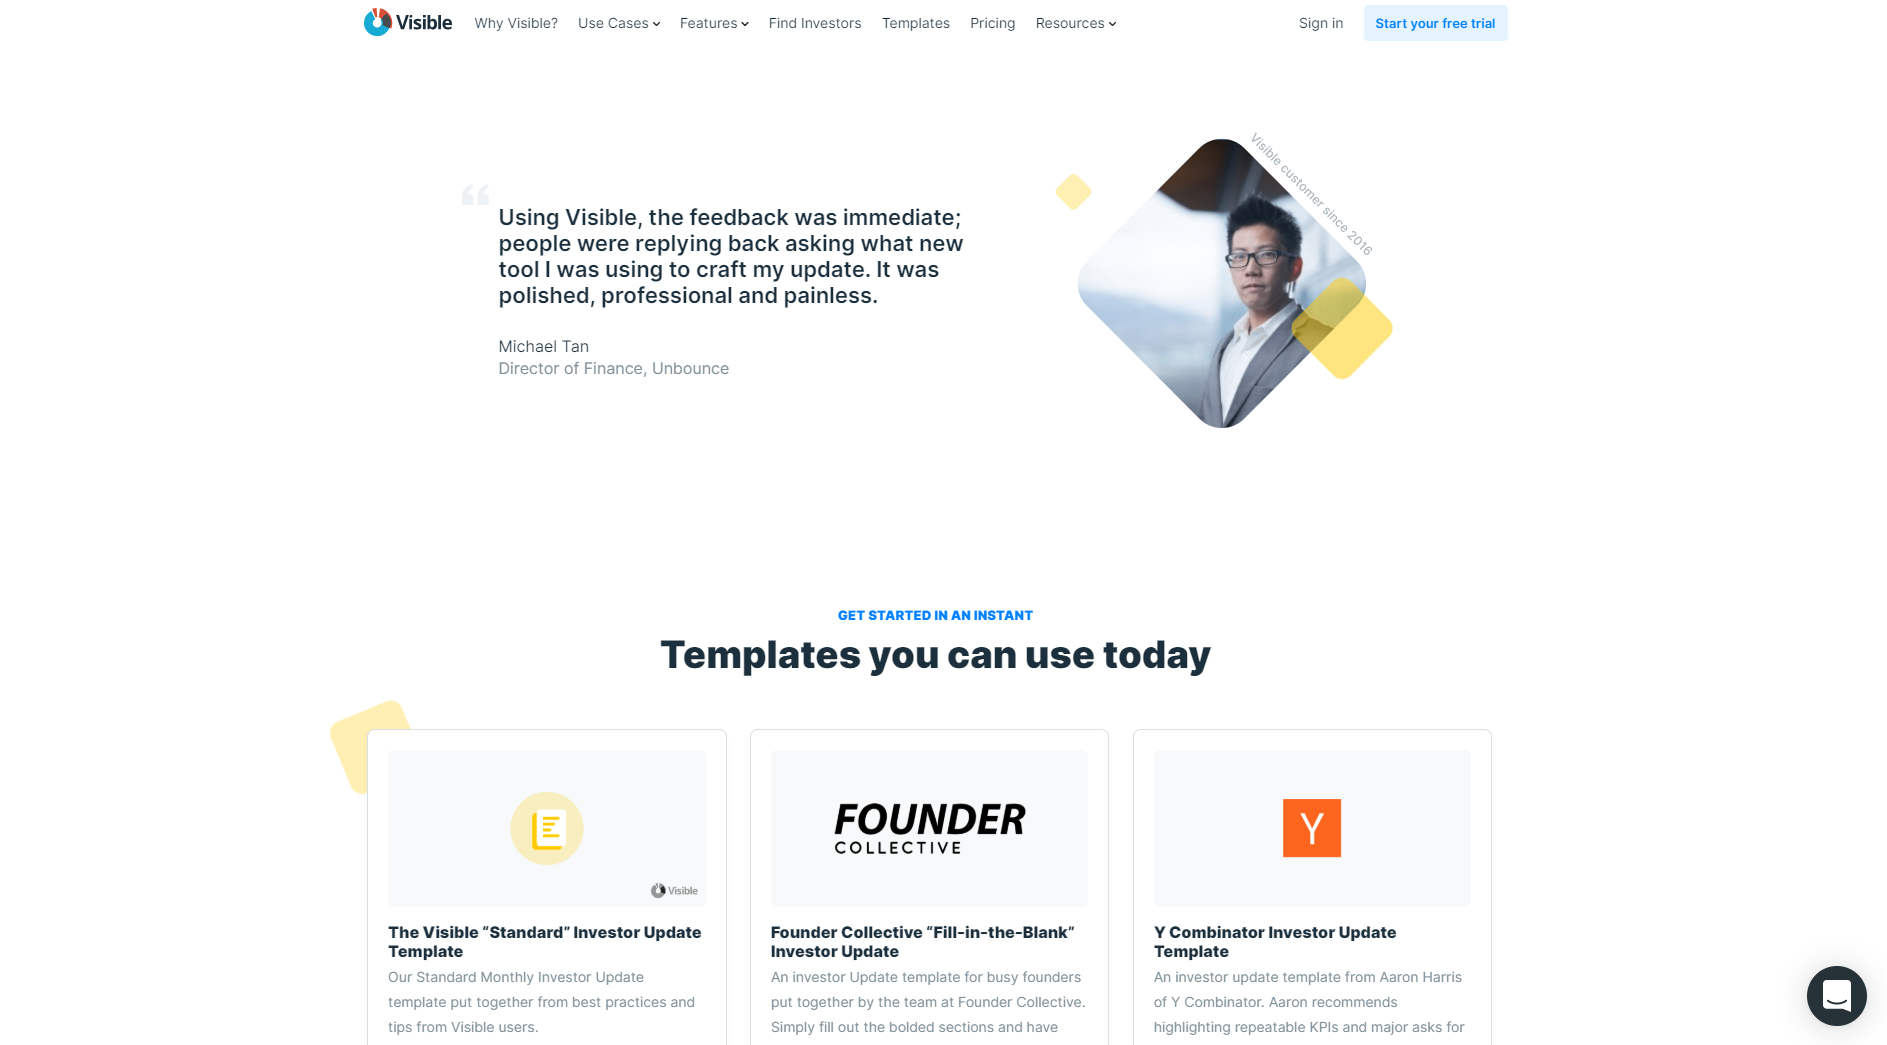 Visible
Why Visible? Use Cases Features Find Investors Templates Pricing Resources
Sign in Start your free trial
Visible customer since 2016
“
Using Visible, the feedback was immediate;
people were replying back asking what new
tool I was using to craft my update. It was
polished, professional and painless.
Michael Tan
Director of Finance, Unbounce
GET STARTED IN AN INSTANT
Templates you can use today
Visible
The Visible “Standard” Investor Update
Template
Our Standard Monthly Investor Update
template put together from best practices and
tips from Visible users.
FOUNDER
COLLECTIVE
Founder Collective “Fill-in-the-Blank”
Investor Update
An investor Update template for busy founders
put together by the team at Founder Collective.
Simply fill out the bolded sections and have
Y
Y Combinator Investor Update
Template
An investor update template from Aaron Harris
of Y Combinator. Aaron recommends
highlighting repeatable KPIs and major asks for